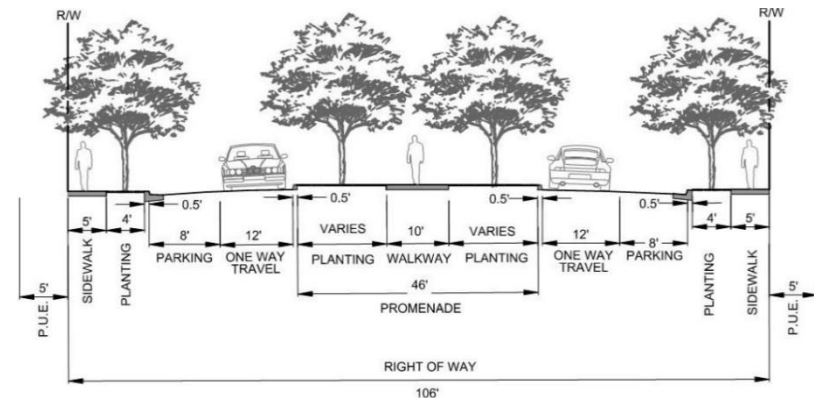 R/W
R/W
0.5'
0.5'
0.5'
0.5'
5'
4'
8'
12'
VARIES
10'
VARIES
12'
8'
4'
5'
SIDEWALK
PLANTING
PARKING
ONE WAY
TRAVEL
PLANTING
WALKWAY
PLANTING
ONE WAY
TRAVEL
PARKING
PLANTING
SIDEWALK
5'
P.U.E.
46'
PROMENADE
5'
P.U.E.
RIGHT OF WAY
106'